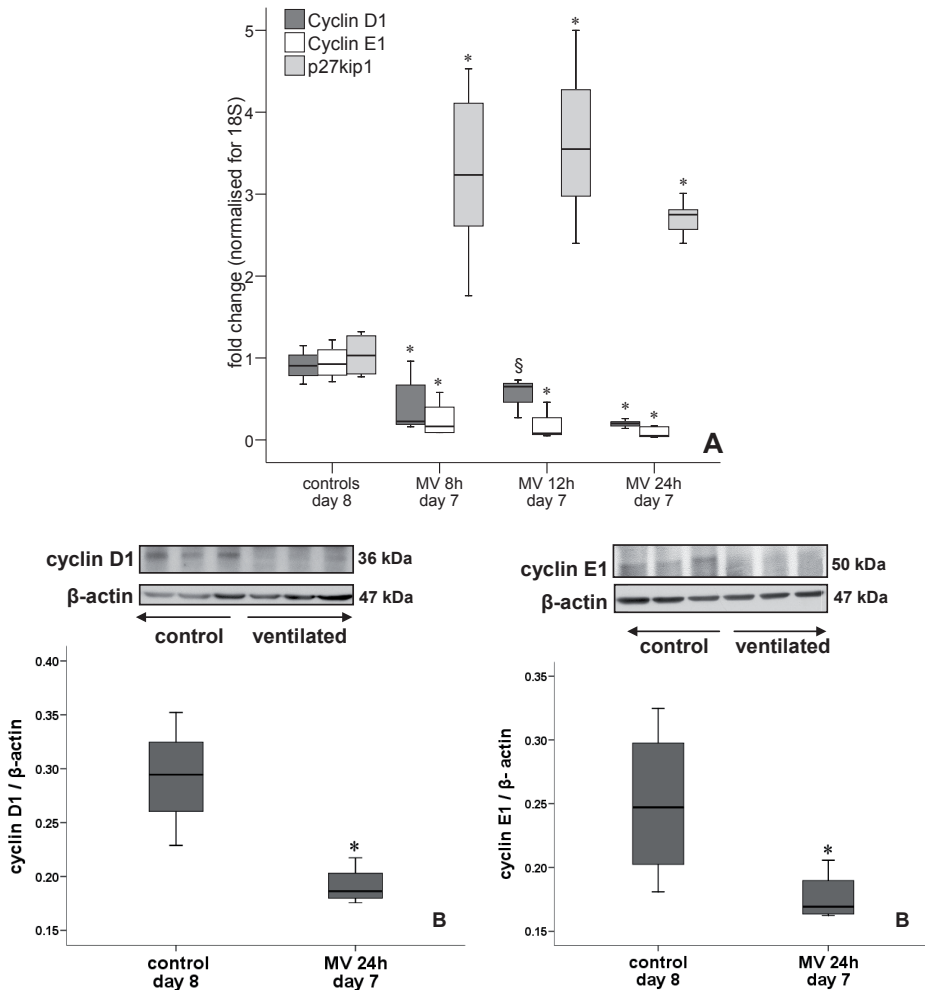 Cyclin D1
Cyclin E1
p27kip1
fold change (normalised for 18S)
5
4
3
2
1
0
*
*
*
*
*
§
*
*
*
A
controls
day 8
MV 8h
day 7
MV 12h
day 7
MV 24h
day 7
cyclin D1
36 kDa
β-actin
47 kDa
control
ventilated
cyclin D1 / β-actin
0.40
0.35
0.30
0.25
0.20
0.15
*
B
control
day 8
MV 24h
day 7
cyclin E1
50 kDa
β-actin
47 kDa
control
ventilated
cyclin E1 / β- actin
0.35
0.30
0.25
0.20
0.15
*
B
control
day 8
MV 24h
day 7